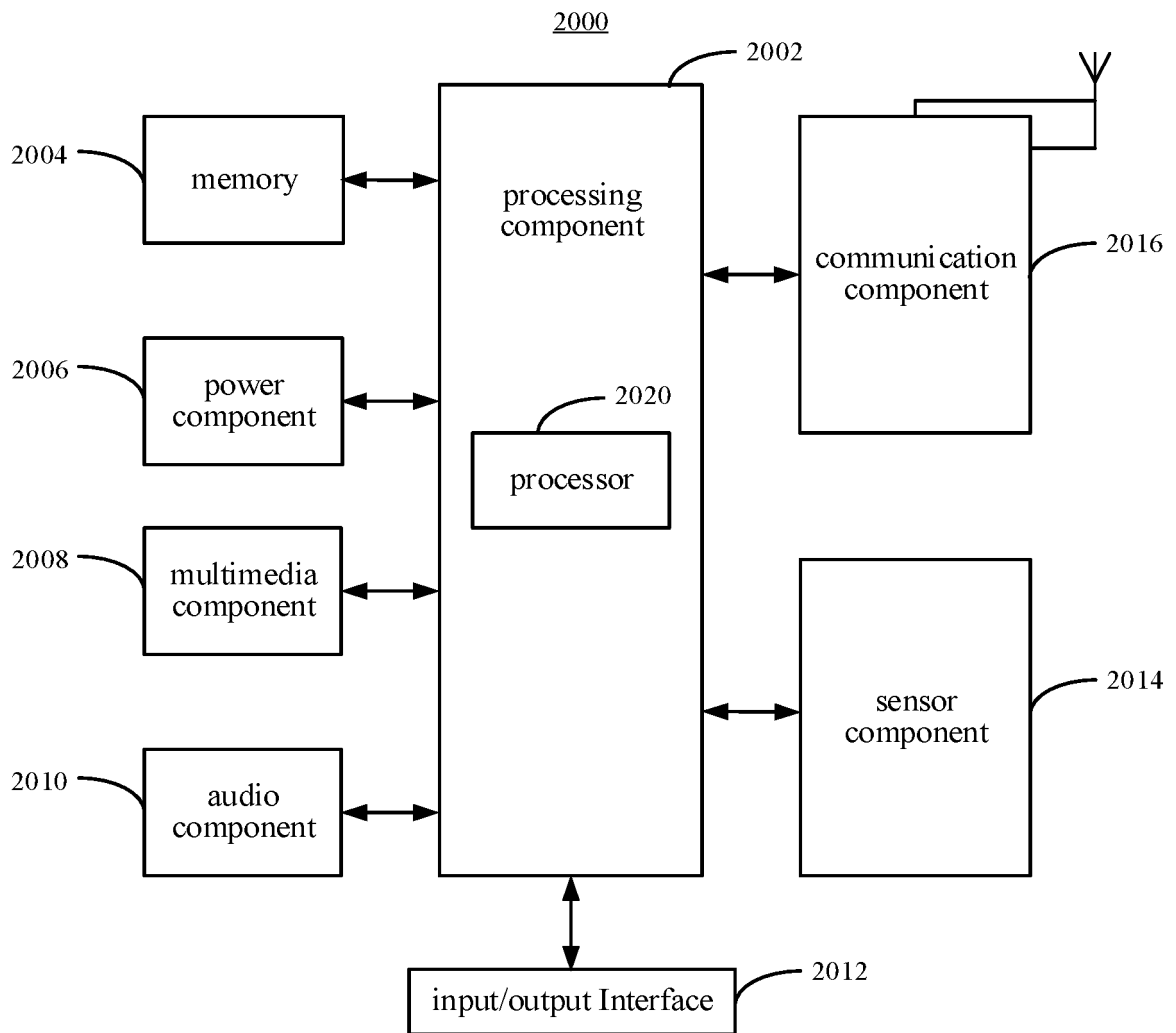 2000
2002
2004
memory
processing
component
communication
component
2016
2006
power
component
2020
processor
2008
multimedia
component
sensor
component
2014
2010
audio
component
input/output Interface
2012